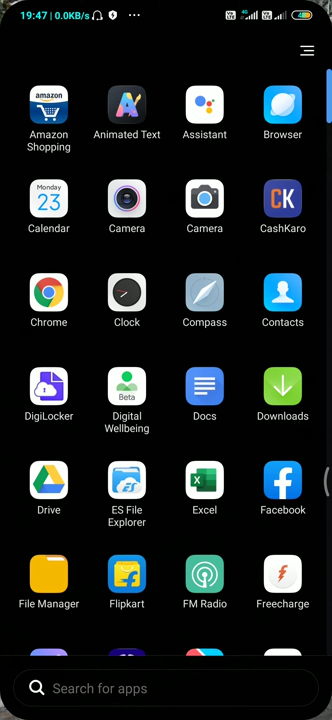 19:47 | 0.0KB/s
4G
Amazon Shopping
Animated Text
Assistant
Browser
amazon
Monday
23
CK
Calendar
Camera
Camera
CashKaro
Chrome
Clock
Compass
Contacts
Beta
DigiLocker
Digital Wellbeing
Docs
Downloads
ES
X
Drive
ES File Explorer
Excel
Facebook
File Manager
Flipkart
FM Radio
Freecharge
Search for apps